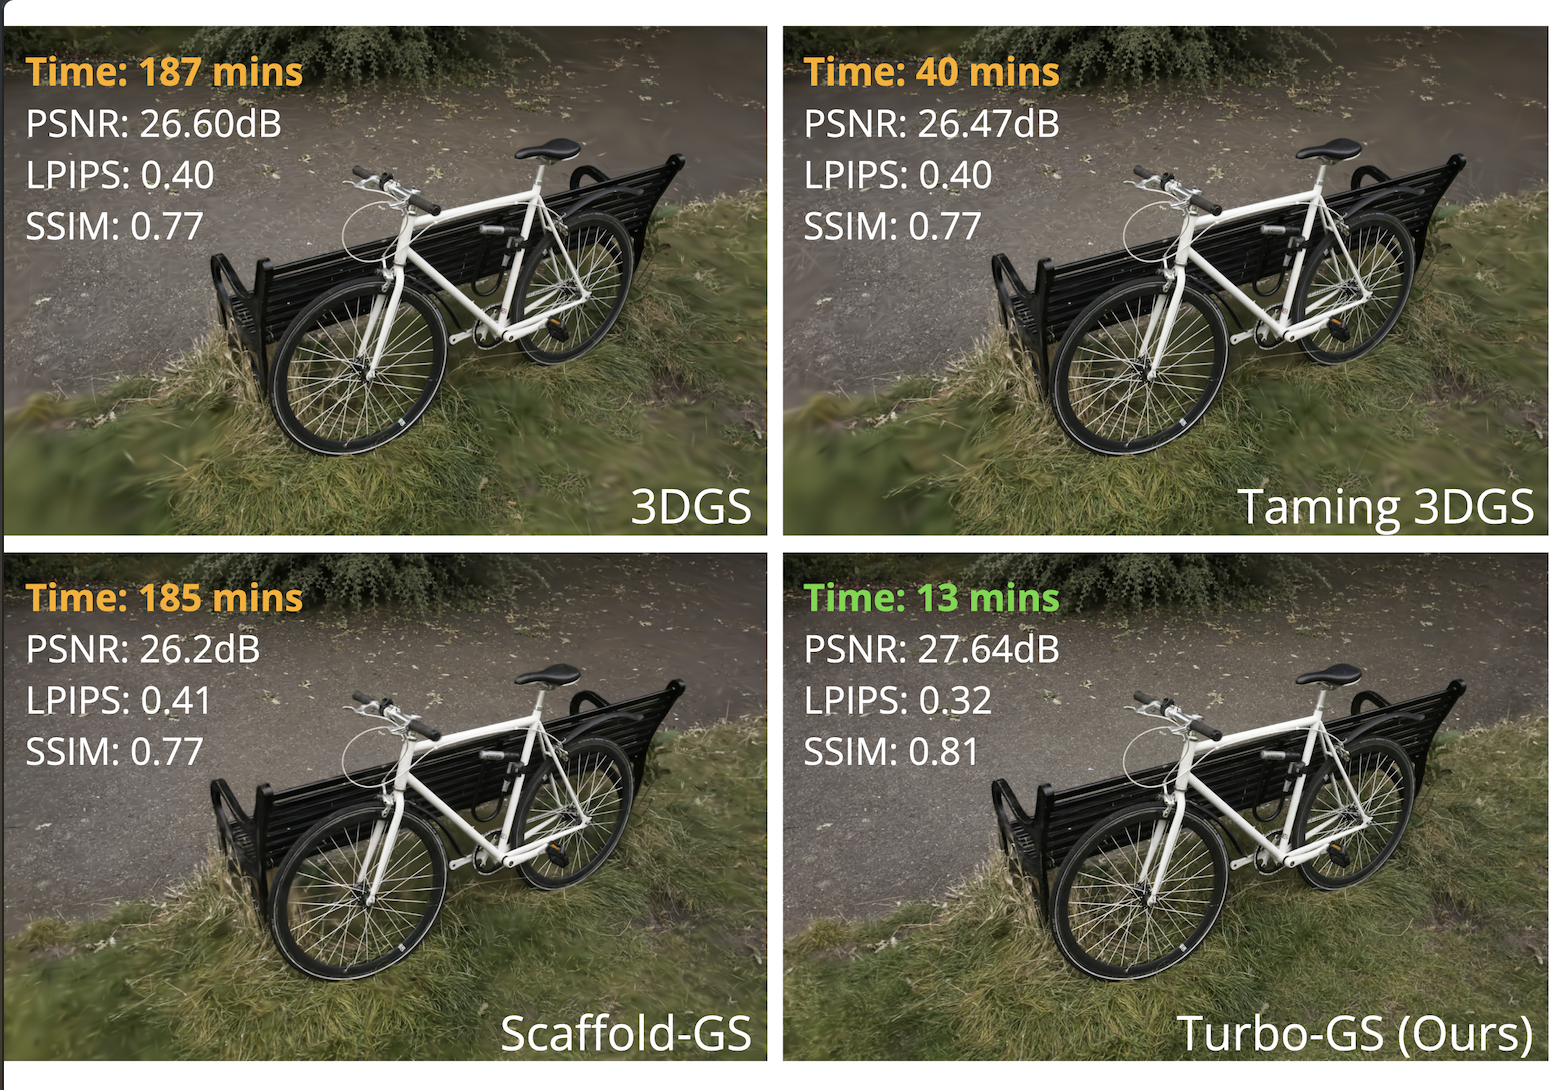 Time: 187 mins
PSNR: 26.60dB
LPIPS: 0.40
SSIM: 0.77
3DGS
Time: 40 mins
PSNR: 26.47dB
LPIPS: 0.40
SSIM: 0.77
Taming 3DGS
Time: 185 mins
PSNR: 26.2dB
LPIPS: 0.41
SSIM: 0.77
Scaffold-GS
Time: 13 mins
PSNR: 27.64dB
LPIPS: 0.32
SSIM: 0.81
Turbo-GS (Ours)